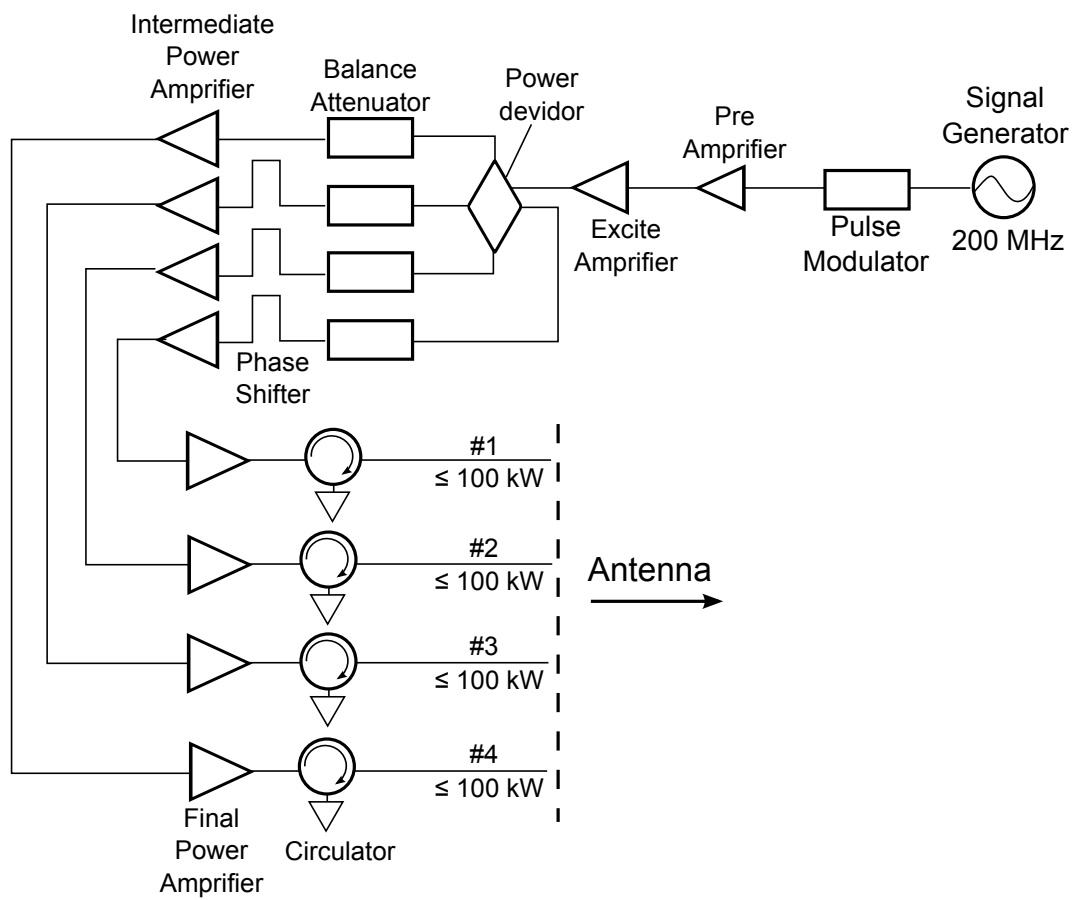 Intermediate
Power
Amprifier
Balance
Attenuator
Power
devidor
Pre
Amprifier
Signal
Generator
Excite
Amprifier
Pulse
Modulator
200 MHz
Phase
Shifter
#1
≤ 100 kW
#2
≤ 100 kW
Antenna
#3
≤ 100 kW
#4
≤ 100 kW
Final
Power
Amprifier
Circulator